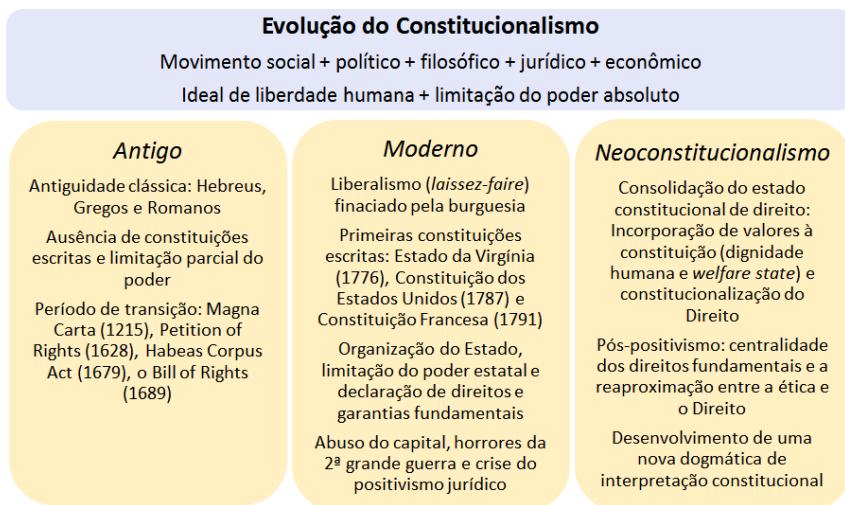 Evolução do Constitucionalismo
Movimento social + político + filosófico + jurídico + econômico
Ideal de liberdade humana + limitação do poder absoluto
Antigo
Antiguidade clássica: Hebreus,
Gregos e Romanos
Ausência de constituições
escritas e limitação parcial do
poder
Período de transição: Magna
Carta (1215), Petition of
Rights (1628), Habeas Corpus
Act (1679), o Bill of Rights
(1689)
Moderno
Liberalismo (laissez-faire)
finaciado pela burguesia
Primeiras constituições
escritas: Estado da Virgínia
(1776), Constituição dos
Estados Unidos (1787) e
Constituição Francesa (1791)
Organização do Estado,
limitação do poder estatal e
declaração de direitos e
garantias fundamentais
Abuso do capital, horrores da
2ª grande guerra e crise do
positivismo jurídico
Neoconstitucionalismo
Consolidação do estado
constitucional de direito:
Incorporação de valores à
constituição (dignidade
humana e welfare state) e
constitucionalização do
Direito
Pós-positivismo: centralidade
dos direitos fundamentais e a
reaproximação entre a ética e
o Direito
Desenvolvimento de uma
nova dogmática de
interpretação constitucional